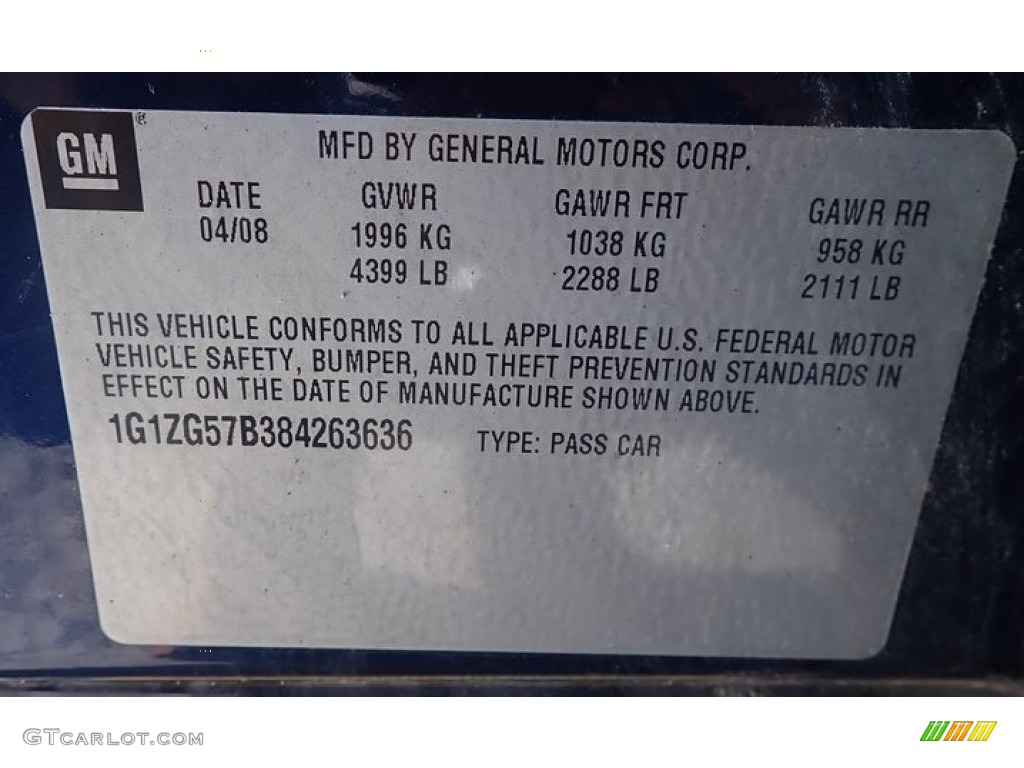 GM ®
MFD BY GENERAL MOTORS CORP.
DATE GVWR GAWR FRT GAWR RR
04/08 1996 KG 1038 KG 958 KG
4399 LB 2288 LB 2111 LB
THIS VEHICLE CONFORMS TO ALL APPLICABLE U.S. FEDERAL MOTOR
VEHICLE SAFETY, BUMPER, AND THEFT PREVENTION STANDARDS IN
EFFECT ON THE DATE OF MANUFACTURE SHOWN ABOVE.
1G1ZG57B384263636 TYPE: PASS CAR
GTCARLOT.COM